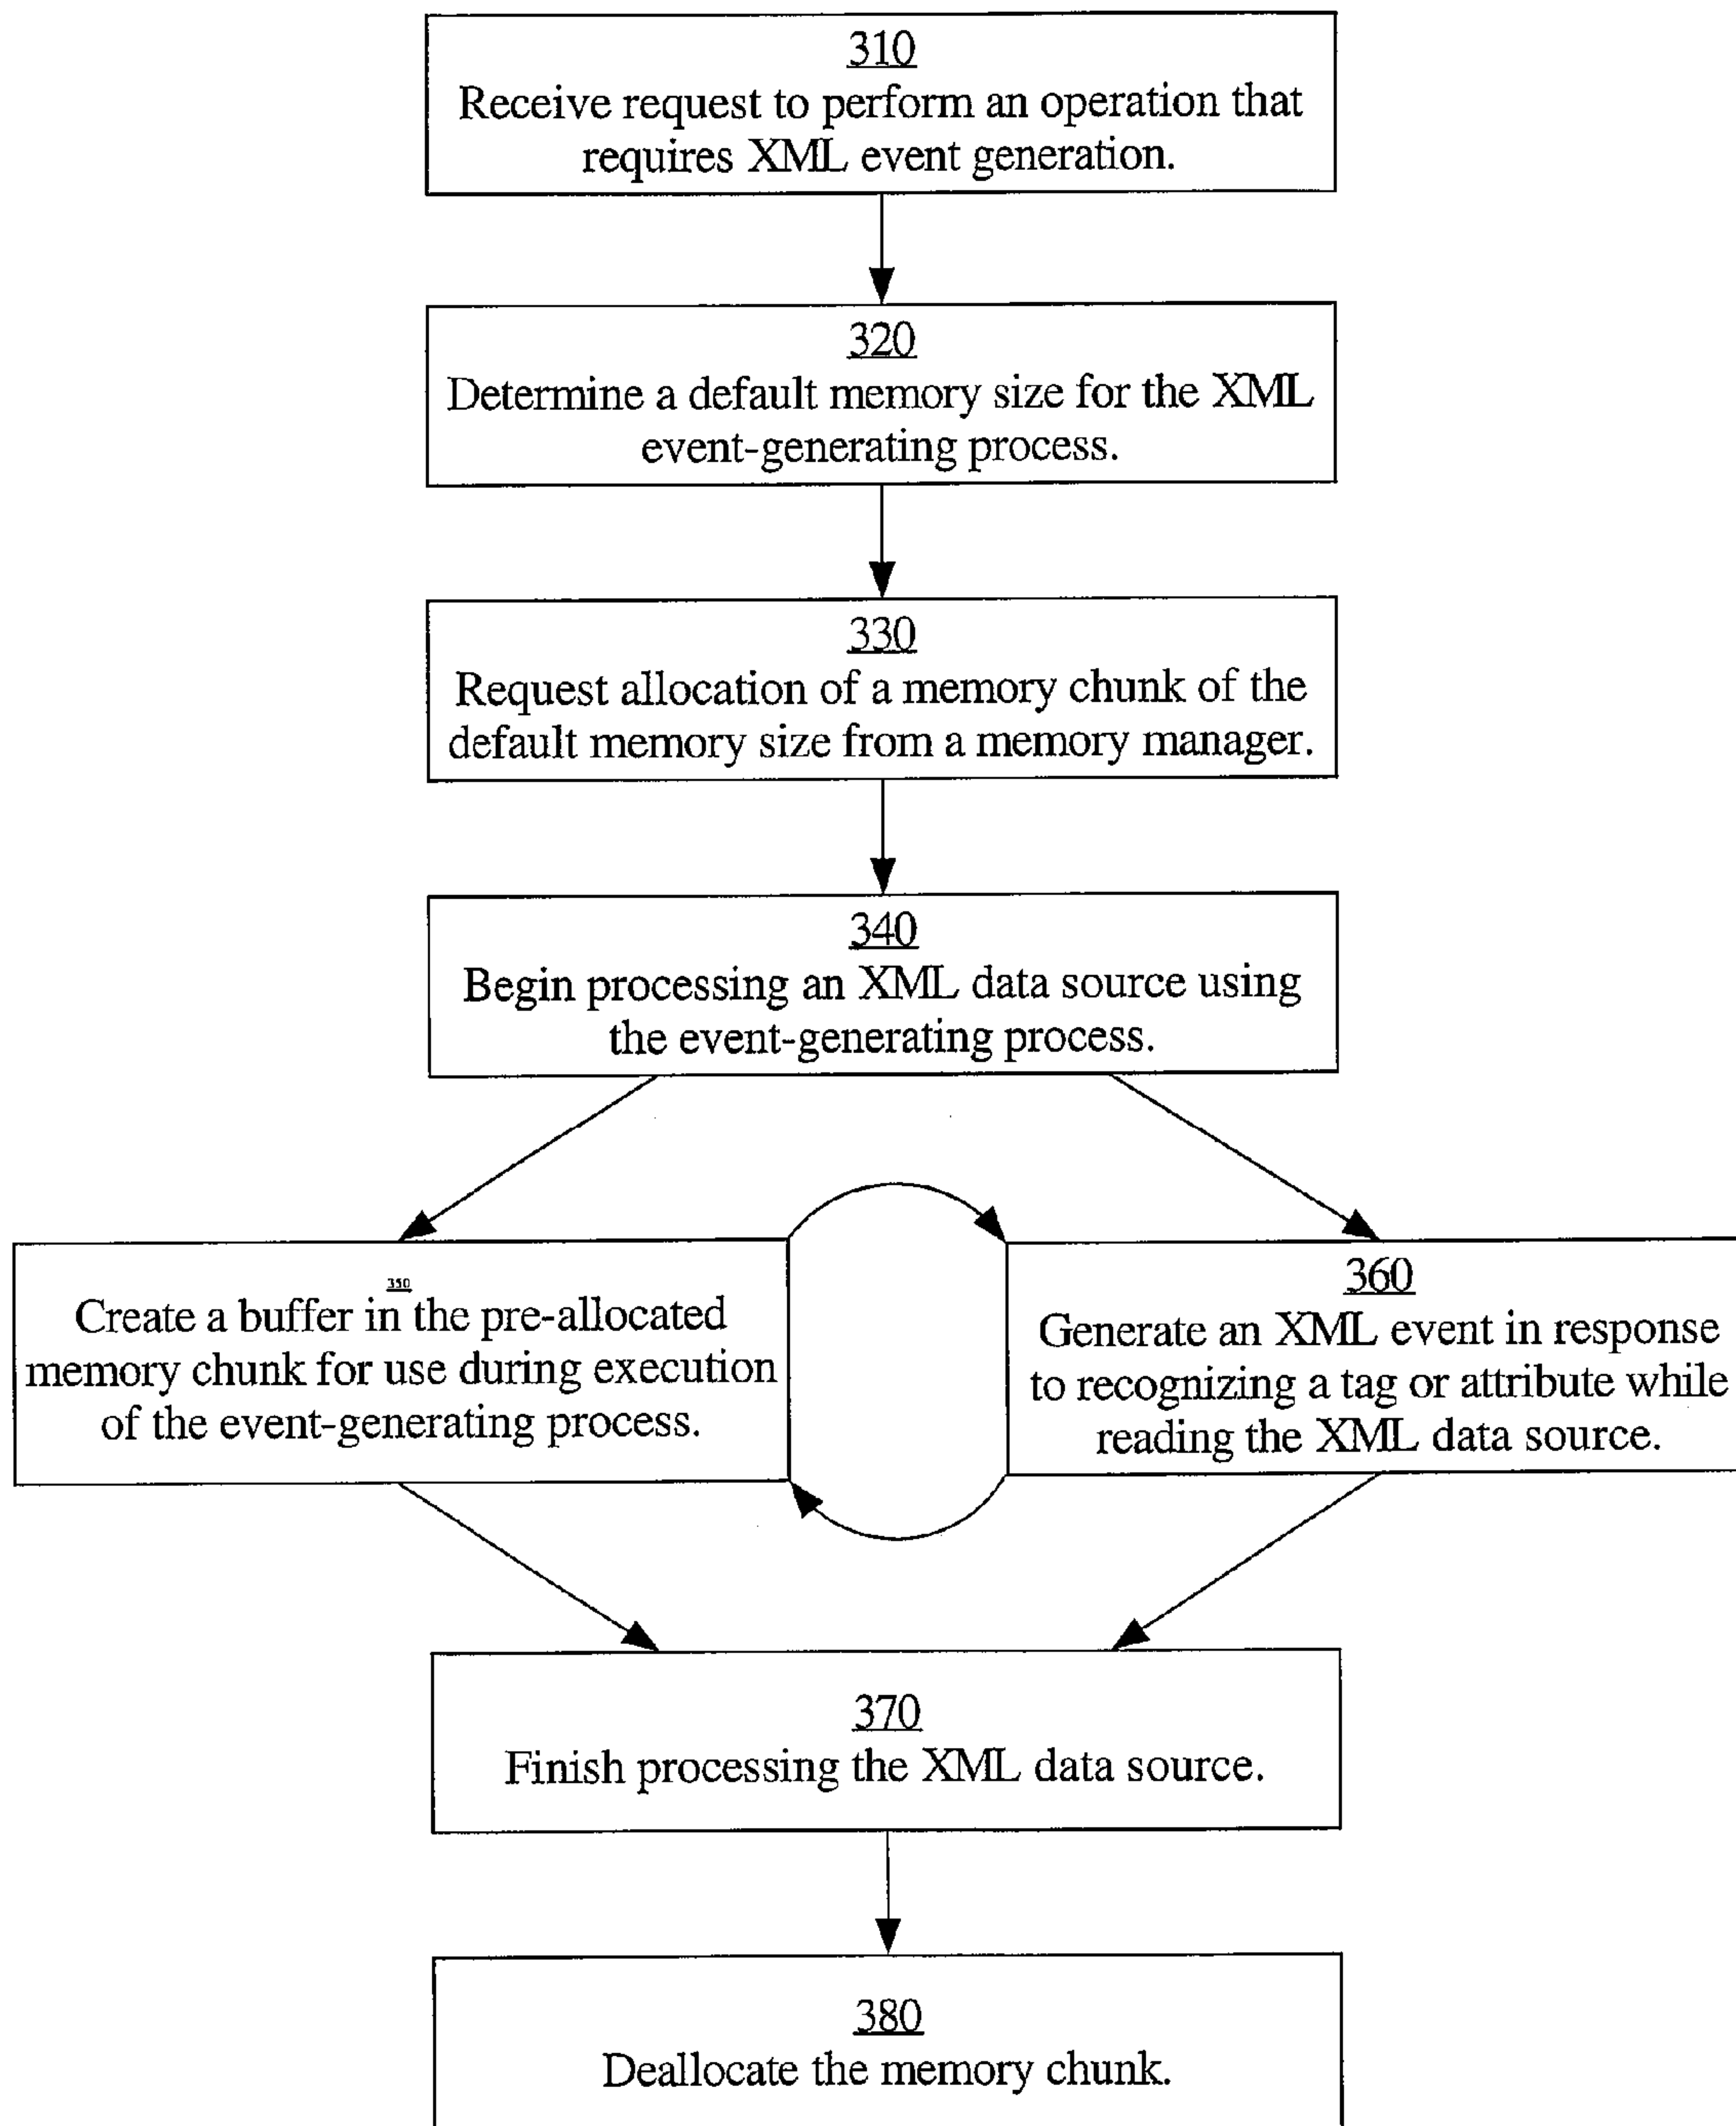 310
Receive request to perform an operation that
requires XML event generation.
320
Determine a default memory size for the XML
event-generating process.
330
Request allocation of a memory chunk of the
default memory size from a memory manager.
340
Begin processing an XML data source using
the event-generating process.
350
Create a buffer in the pre-allocated
memory chunk for use during execution
of the event-generating process.
360
Generate an XML event in response
to recognizing a tag or attribute while
reading the XML data source.
370
Finish processing the XML data source.
380
Deallocate the memory chunk.